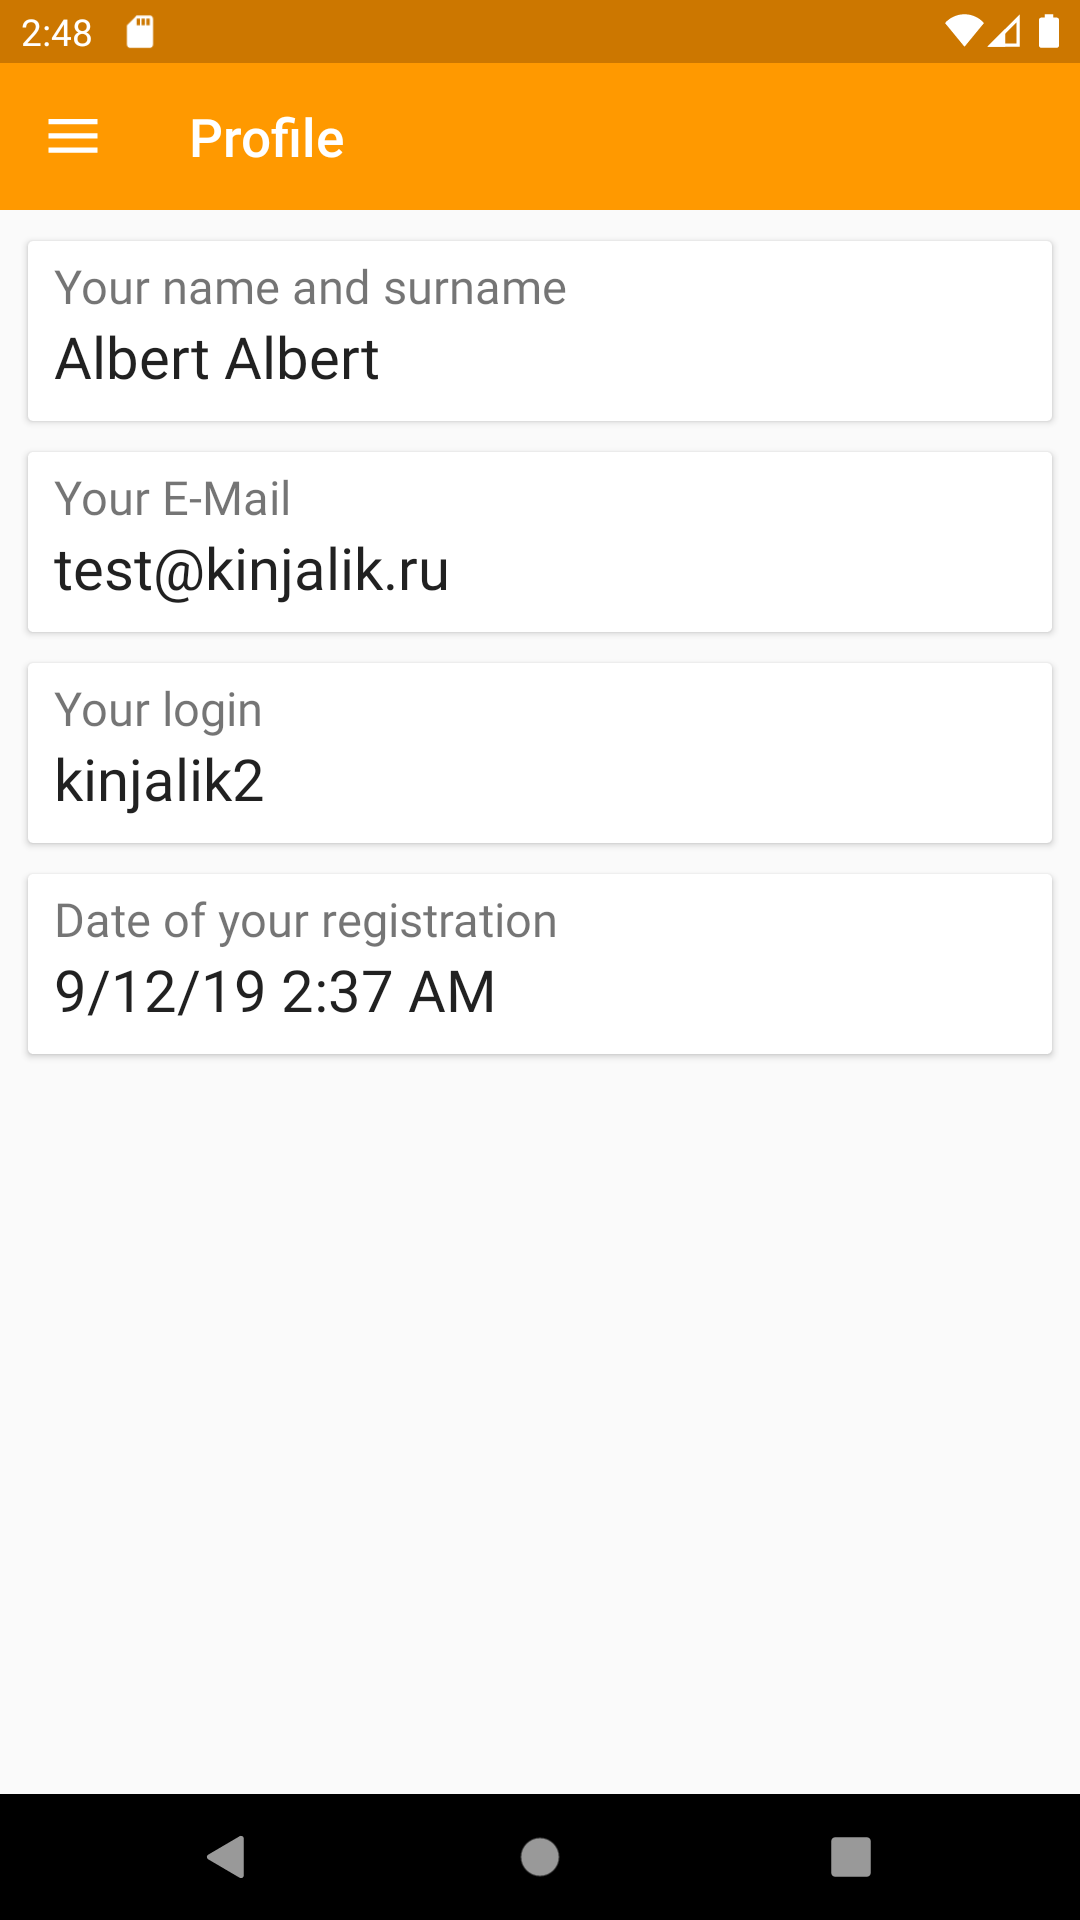 2:48
Profile
Your name and surname
Albert Albert
Your E-Mail
test@kinjalik.ru
Your login
kinjalik2
Date of your registration
9/12/19 2:37 AM